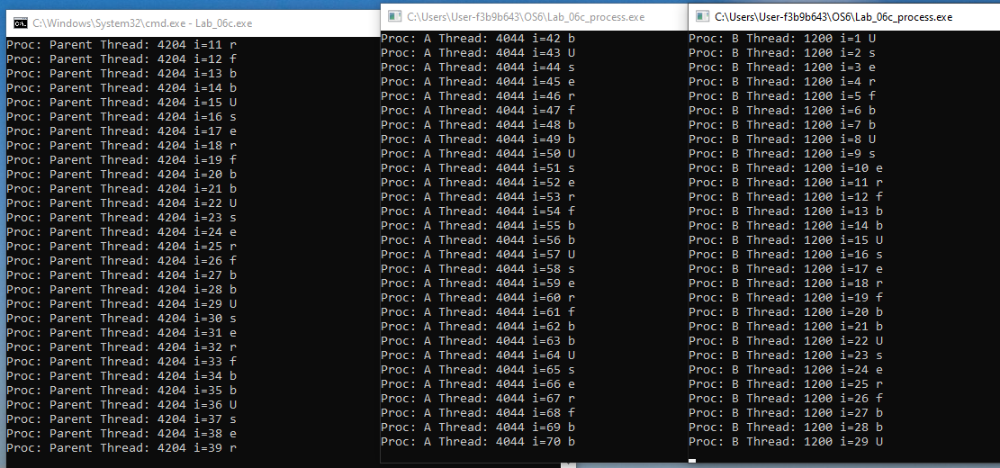 C:\Windows\System32\cmd.exe - Lab_06c.exe
Proc: Parent Thread: 4204 i=11 r
Proc: Parent Thread: 4204 i=12 f
Proc: Parent Thread: 4204 i=13 b
Proc: Parent Thread: 4204 i=14 b
Proc: Parent Thread: 4204 i=15 U
Proc: Parent Thread: 4204 i=16 s
Proc: Parent Thread: 4204 i=17 e
Proc: Parent Thread: 4204 i=18 r
Proc: Parent Thread: 4204 i=19 f
Proc: Parent Thread: 4204 i=20 b
Proc: Parent Thread: 4204 i=21 b
Proc: Parent Thread: 4204 i=22 U
Proc: Parent Thread: 4204 i=23 s
Proc: Parent Thread: 4204 i=24 e
Proc: Parent Thread: 4204 i=25 r
Proc: Parent Thread: 4204 i=26 f
Proc: Parent Thread: 4204 i=27 b
Proc: Parent Thread: 4204 i=28 b
Proc: Parent Thread: 4204 i=29 U
Proc: Parent Thread: 4204 i=30 s
Proc: Parent Thread: 4204 i=31 e
Proc: Parent Thread: 4204 i=32 r
Proc: Parent Thread: 4204 i=33 f
Proc: Parent Thread: 4204 i=34 b
Proc: Parent Thread: 4204 i=35 b
Proc: Parent Thread: 4204 i=36 U
Proc: Parent Thread: 4204 i=37 s
Proc: Parent Thread: 4204 i=38 e
Proc: Parent Thread: 4204 i=39 r
C:\Users\User-f3b9b643\OS6\Lab_06c_process.exe
Proc: A Thread: 4044 i=42 b
Proc: A Thread: 4044 i=43 U
Proc: A Thread: 4044 i=44 s
Proc: A Thread: 4044 i=45 e
Proc: A Thread: 4044 i=46 r
Proc: A Thread: 4044 i=47 f
Proc: A Thread: 4044 i=48 b
Proc: A Thread: 4044 i=49 b
Proc: A Thread: 4044 i=50 U
Proc: A Thread: 4044 i=51 s
Proc: A Thread: 4044 i=52 e
Proc: A Thread: 4044 i=53 r
Proc: A Thread: 4044 i=54 f
Proc: A Thread: 4044 i=55 b
Proc: A Thread: 4044 i=56 b
Proc: A Thread: 4044 i=57 U
Proc: A Thread: 4044 i=58 s
Proc: A Thread: 4044 i=59 e
Proc: A Thread: 4044 i=60 r
Proc: A Thread: 4044 i=61 f
Proc: A Thread: 4044 i=62 b
Proc: A Thread: 4044 i=63 b
Proc: A Thread: 4044 i=64 U
Proc: A Thread: 4044 i=65 s
Proc: A Thread: 4044 i=66 e
Proc: A Thread: 4044 i=67 r
Proc: A Thread: 4044 i=68 f
Proc: A Thread: 4044 i=69 b
Proc: A Thread: 4044 i=70 b
C:\Users\User-f3b9b643\OS6\Lab_06c_process.exe
Proc: B Thread: 1200 i=1 U
Proc: B Thread: 1200 i=2 s
Proc: B Thread: 1200 i=3 e
Proc: B Thread: 1200 i=4 r
Proc: B Thread: 1200 i=5 f
Proc: B Thread: 1200 i=6 b
Proc: B Thread: 1200 i=7 b
Proc: B Thread: 1200 i=8 U
Proc: B Thread: 1200 i=9 s
Proc: B Thread: 1200 i=10 e
Proc: B Thread: 1200 i=11 r
Proc: B Thread: 1200 i=12 f
Proc: B Thread: 1200 i=13 b
Proc: B Thread: 1200 i=14 b
Proc: B Thread: 1200 i=15 U
Proc: B Thread: 1200 i=16 s
Proc: B Thread: 1200 i=17 e
Proc: B Thread: 1200 i=18 r
Proc: B Thread: 1200 i=19 f
Proc: B Thread: 1200 i=20 b
Proc: B Thread: 1200 i=21 b
Proc: B Thread: 1200 i=22 U
Proc: B Thread: 1200 i=23 s
Proc: B Thread: 1200 i=24 e
Proc: B Thread: 1200 i=25 r
Proc: B Thread: 1200 i=26 f
Proc: B Thread: 1200 i=27 b
Proc: B Thread: 1200 i=28 b
Proc: B Thread: 1200 i=29 U